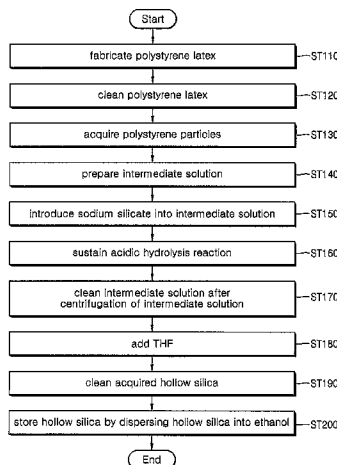 Start
fabricate polystyrene latex
ST110
clean polystyrene latex
ST120
acquire polystyrene particles
ST130
prepare intermediate solution
ST140
introduce sodium silicate into intermediate solution
ST150
sustain acidic hydrolysis reaction
ST160
clean intermediate solution after
centrifugation of intermediate solution
ST170
add THF
ST180
clean acquired hollow silica
ST190
store hollow silica by dispersing hollow silica into ethanol
ST200
End